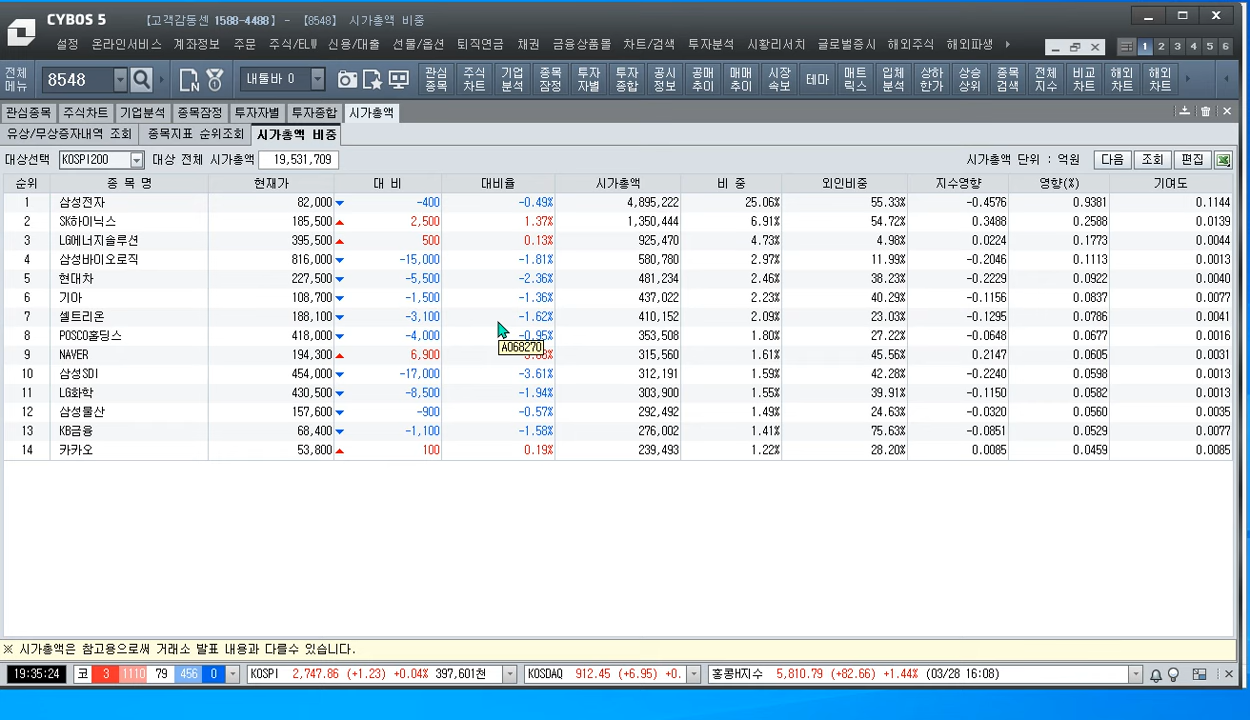 CYBOS 5 【고객감동센 1588-4488】 - 【8548】 시가총액 비중
설정 온라인서비스 계좌정보 주문 주식/ELW 신용/대출 선물/옵션 퇴직연금 채권 금융상품몰 차트/검색 투자분석 시황리서치 글로벌증시 해외주식 해외파생 1 2 3 4 5 6
전체메뉴 8548 내툴바 0 관심종목 주식차트 기업분석 종목잠정 투자자별 투자종합 공시정보 공매추이 매매추이 시장속보 테마 매트릭스 입체분석 상하한가 상승상위 종목검색 전체지수 비교차트 해외차트 해외차트
관심종목 주식차트 기업분석 종목잠정 투자자별 투자종합 시가총액
유상/무상증자내역 조회 종목지표 순위조회 시가총액 비중
대상선택 KOSPI200 대상 전체 시가총액 19,531,709 시가총액 단위 : 억원 다음 조회 편집
순위 종 목 명 현재가 대 비 대비율 시가총액 비 중 외인비중 지수영향 영향(%) 기여도
1 삼성전자 82,000 ▼ -400 -0.49% 4,895,222 25.06% 55.33% -0.4576 0.9381 0.1144
2 SK하이닉스 185,500 ▲ 2,500 1.37% 1,350,444 6.91% 54.72% 0.3488 0.2588 0.0139
3 LG에너지솔루션 395,500 ▲ 500 0.13% 925,470 4.73% 4.98% 0.0224 0.1773 0.0044
4 삼성바이오로직 816,000 ▼ -15,000 -1.81% 580,780 2.97% 11.99% -0.2046 0.1113 0.0013
5 현대차 227,500 ▼ -5,500 -2.36% 481,234 2.46% 38.23% -0.2229 0.0922 0.0040
6 기아 108,700 ▼ -1,500 -1.36% 437,022 2.23% 40.29% -0.1156 0.0837 0.0077
7 셀트리온 188,100 ▼ -3,100 -1.62% 410,152 2.09% 23.03% -0.1295 0.0786 0.0041
8 POSCO홀딩스 418,000 ▼ -4,000 -0.95% 353,508 1.80% 27.22% -0.0648 0.0677 0.0016
A068270
9 NAVER 194,300 ▲ 6,900 315,560 1.61% 45.56% 0.2147 0.0605 0.0031
10 삼성SDI 454,000 ▼ -17,000 -3.61% 312,191 1.59% 42.28% -0.2240 0.0598 0.0013
11 LG화학 430,500 ▼ -8,500 -1.94% 303,900 1.55% 39.91% -0.1150 0.0582 0.0013
12 삼성물산 157,600 ▼ -900 -0.57% 292,492 1.49% 24.63% -0.0320 0.0560 0.0035
13 KB금융 68,400 ▼ -1,100 -1.58% 276,002 1.41% 75.63% -0.0851 0.0529 0.0077
14 카카오 53,800 ▲ 100 0.19% 239,493 1.22% 28.20% 0.0085 0.0459 0.0085
※ 시가총액은 참고용으로써 거래소 발표 내용과 다를수 있습니다.
19:35:24 코 3 1110 79 456 0 KOSPI 2,747.86 (+1.23) +0.04% 397,601천 KOSDAQ 912.45 (+6.95) +0. 홍콩H지수 5,810.79 (+82.66) +1.44% (03/28 16:08)